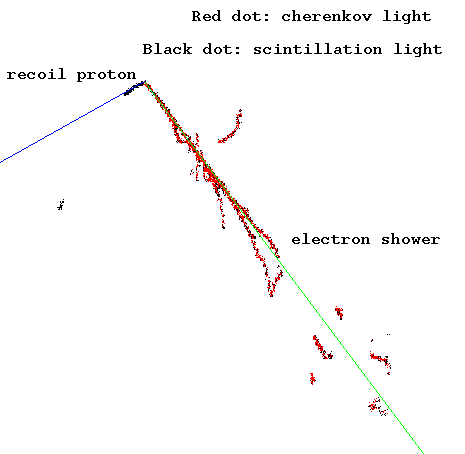 Red dot: cherenkov light
Black dot: scintillation light
recoil proton
electron shower